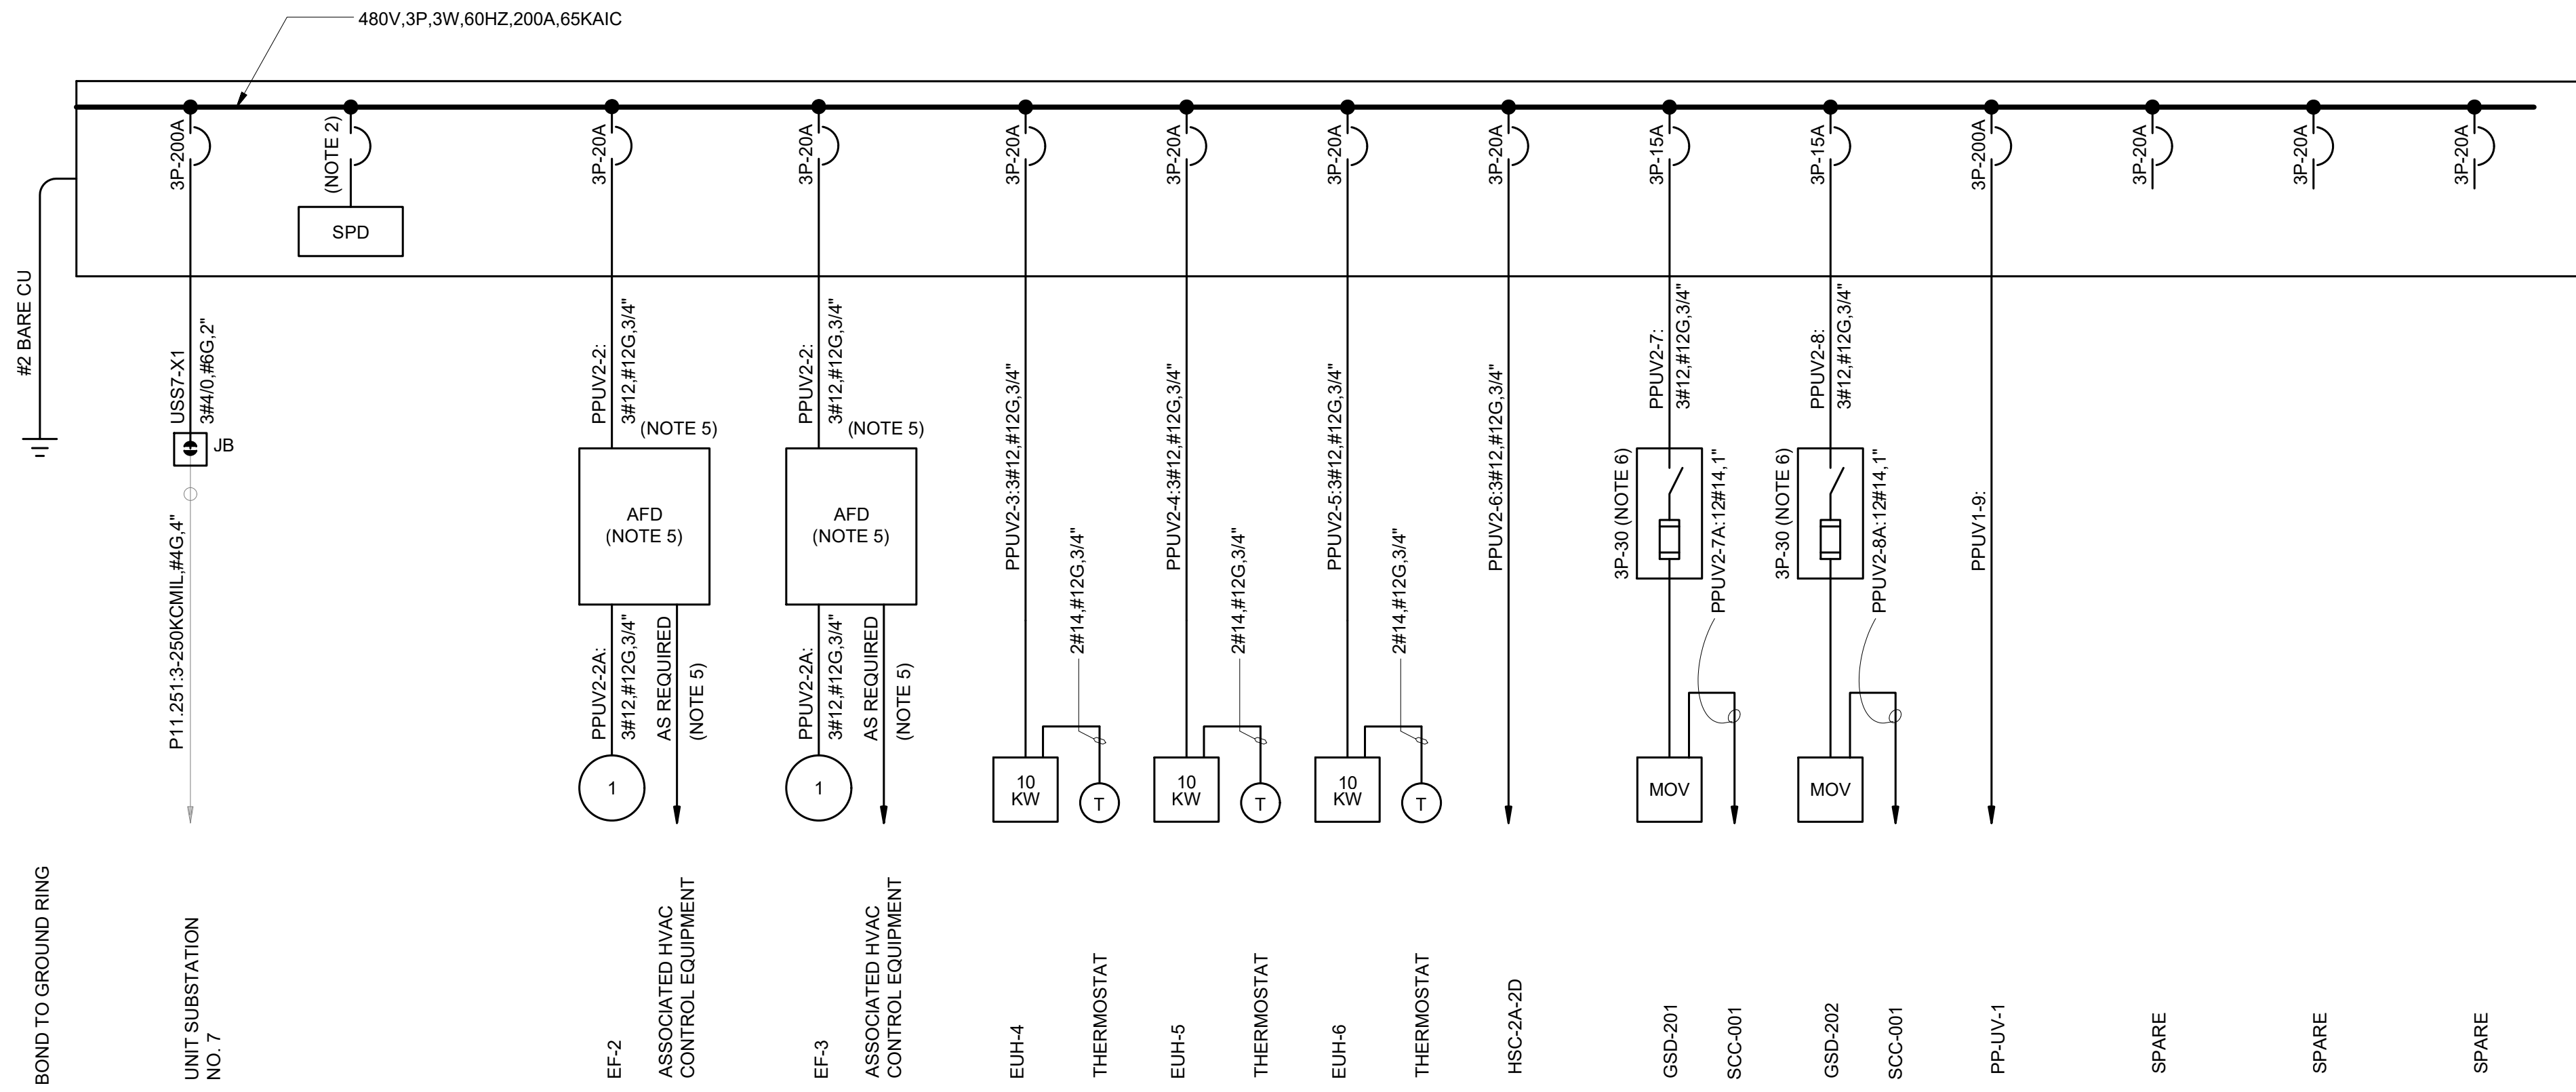 480V,3P,3W,60HZ,200A,65KAIC
3P-200A
(NOTE 2)
3P-20A
3P-20A
3P-20A
3P-20A
3P-20A
3P-20A
3P-15A
3P-15A
3P-200A
3P-20A
3P-20A
3P-20A
SPD
#2 BARE CU
USS7-X1
3#4/0,#6G,2"
JB
P11.251:3-250KCMIL,#4G,4"
PPUV2-2:
3#12,#12G,3/4"
(NOTE 5)
AFD
(NOTE 5)
PPUV2-2A:
3#12,#12G,3/4"
AS REQUIRED
(NOTE 5)
1
PPUV2-2:
3#12,#12G,3/4"
(NOTE 5)
AFD
(NOTE 5)
PPUV2-2A:
3#12,#12G,3/4"
AS REQUIRED
(NOTE 5)
1
PPUV2-3:3#12,#12G,3/4"
2#14,#12G,3/4"
10
KW
T
PPUV2-4:3#12,#12G,3/4"
2#14,#12G,3/4"
10
KW
T
PPUV2-5:3#12,#12G,3/4"
2#14,#12G,3/4"
10
KW
T
PPUV2-6:3#12,#12G,3/4"
PPUV2-7:
3#12,#12G,3/4"
3P-30 (NOTE 6)
PPUV2-7A:12#14,1"
MOV
PPUV2-8:
3#12,#12G,3/4"
3P-30 (NOTE 6)
PPUV2-8A:12#14,1"
MOV
PPUV1-9:
BOND TO GROUND RING
UNIT SUBSTATION
NO. 7
EF-2
ASSOCIATED HVAC
CONTROL EQUIPMENT
EF-3
ASSOCIATED HVAC
CONTROL EQUIPMENT
EUH-4
THERMOSTAT
EUH-5
THERMOSTAT
EUH-6
THERMOSTAT
HSC-2A-2D
GSD-201
SCC-001
GSD-202
SCC-001
PP-UV-1
SPARE
SPARE
SPARE